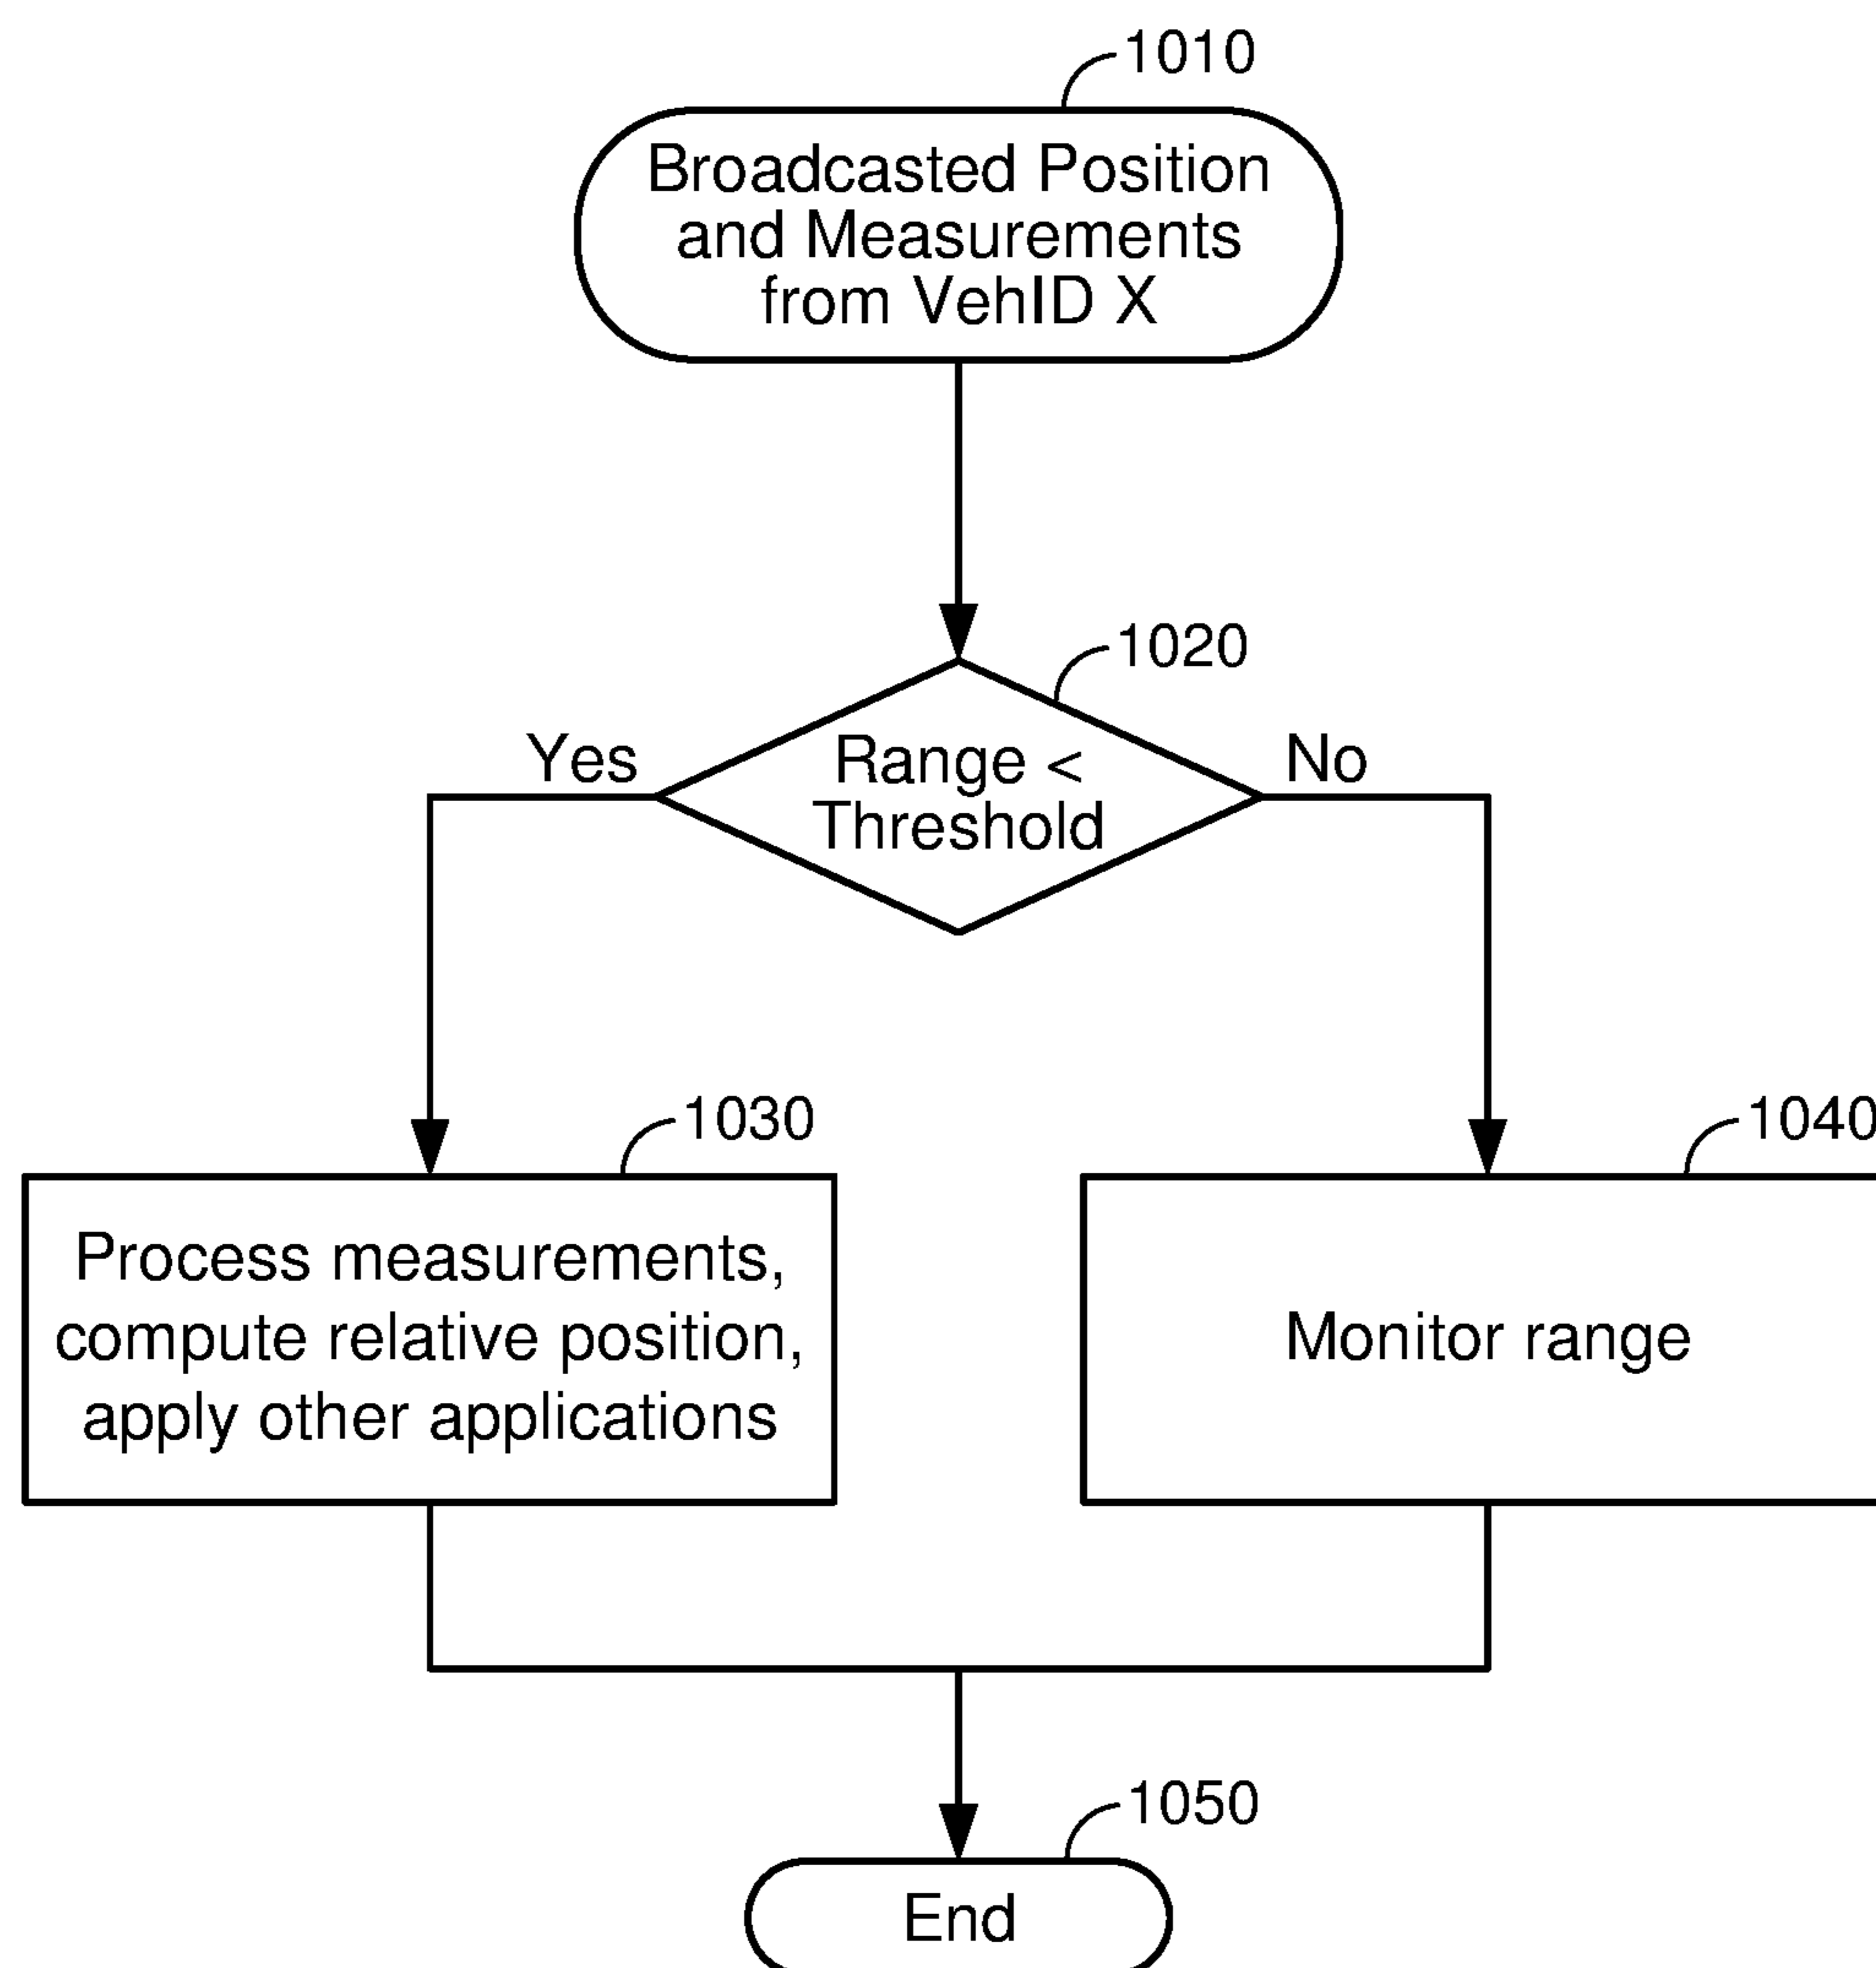 1010
Broadcasted Position
and Measurements
from VehID X
1020
Yes
Range <
Threshold
No
1030
Process measurements,
compute relative position,
apply other applications
1040
Monitor range
1050
End